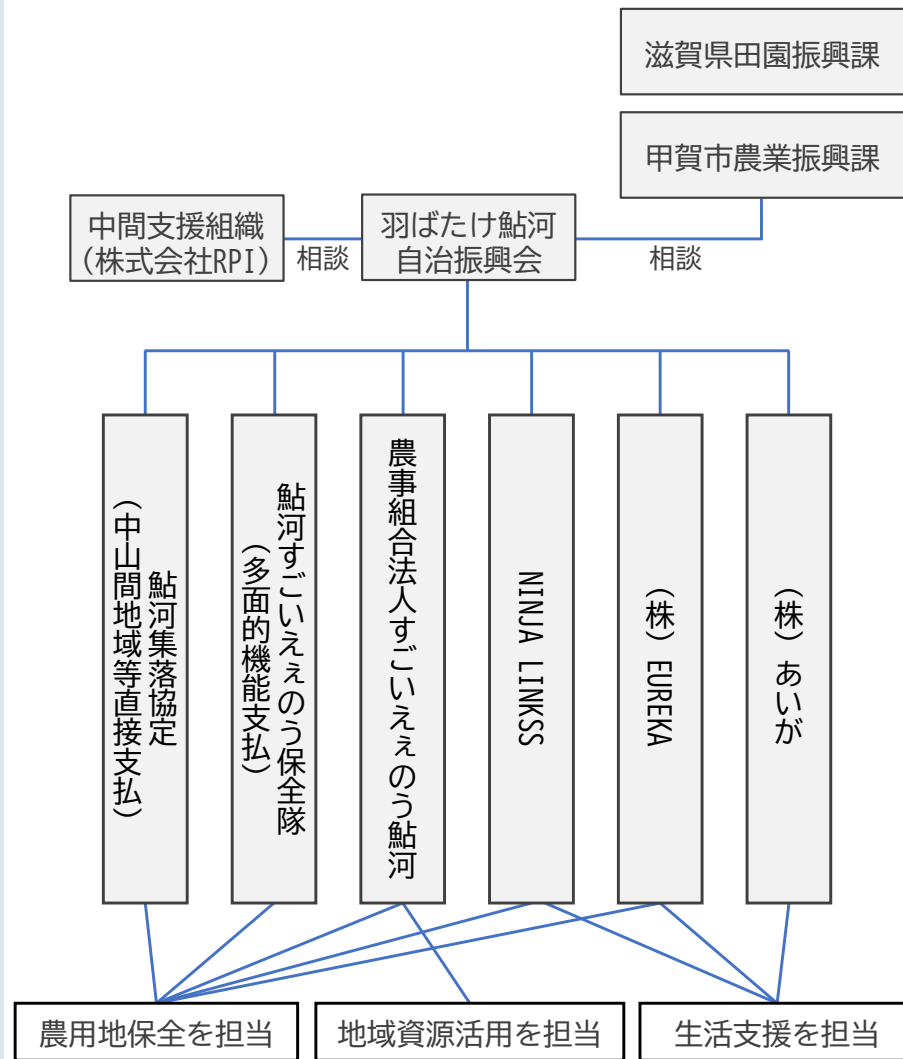 滋賀県田園振興課
甲賀市農業振興課
中間支援組織
(株式会社RPI)
相談
羽ばたけ鮎河
自治振興会
相談
鮎河集落協定
(中山間地域等直接支払)
鮎河すごいえぇのう保全隊
(多面的機能支払)
農事組合法人すごいえぇのう鮎河
NINJA LINKSS
(株) EUREKA
(株) あいが
農用地保全を担当
地域資源活用を担当
生活支援を担当